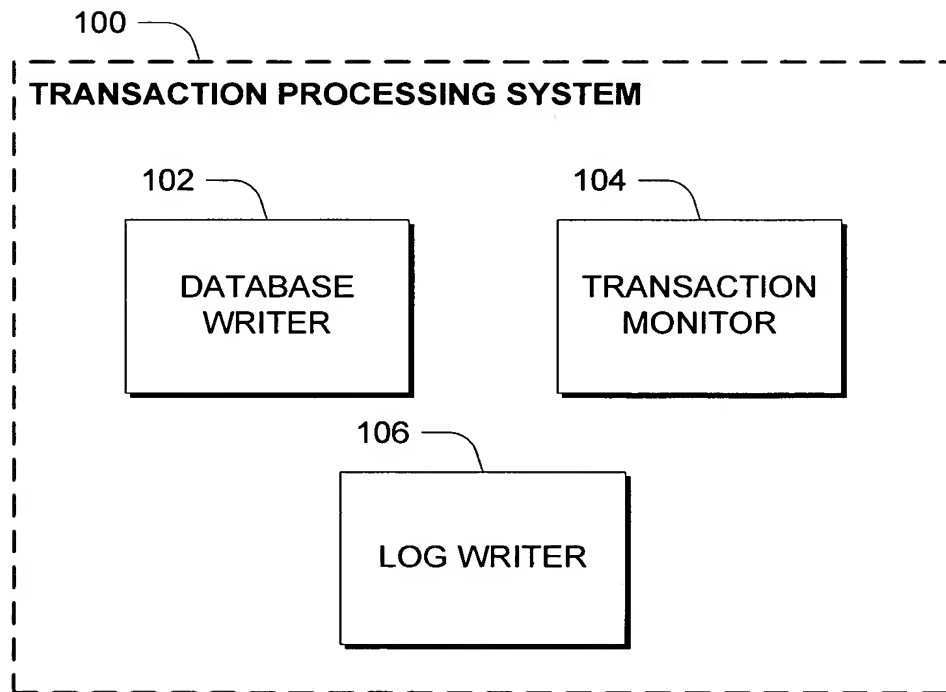 100
TRANSACTION PROCESSING SYSTEM
102
104
DATABASE
WRITER
TRANSACTION
MONITOR
106
LOG WRITER